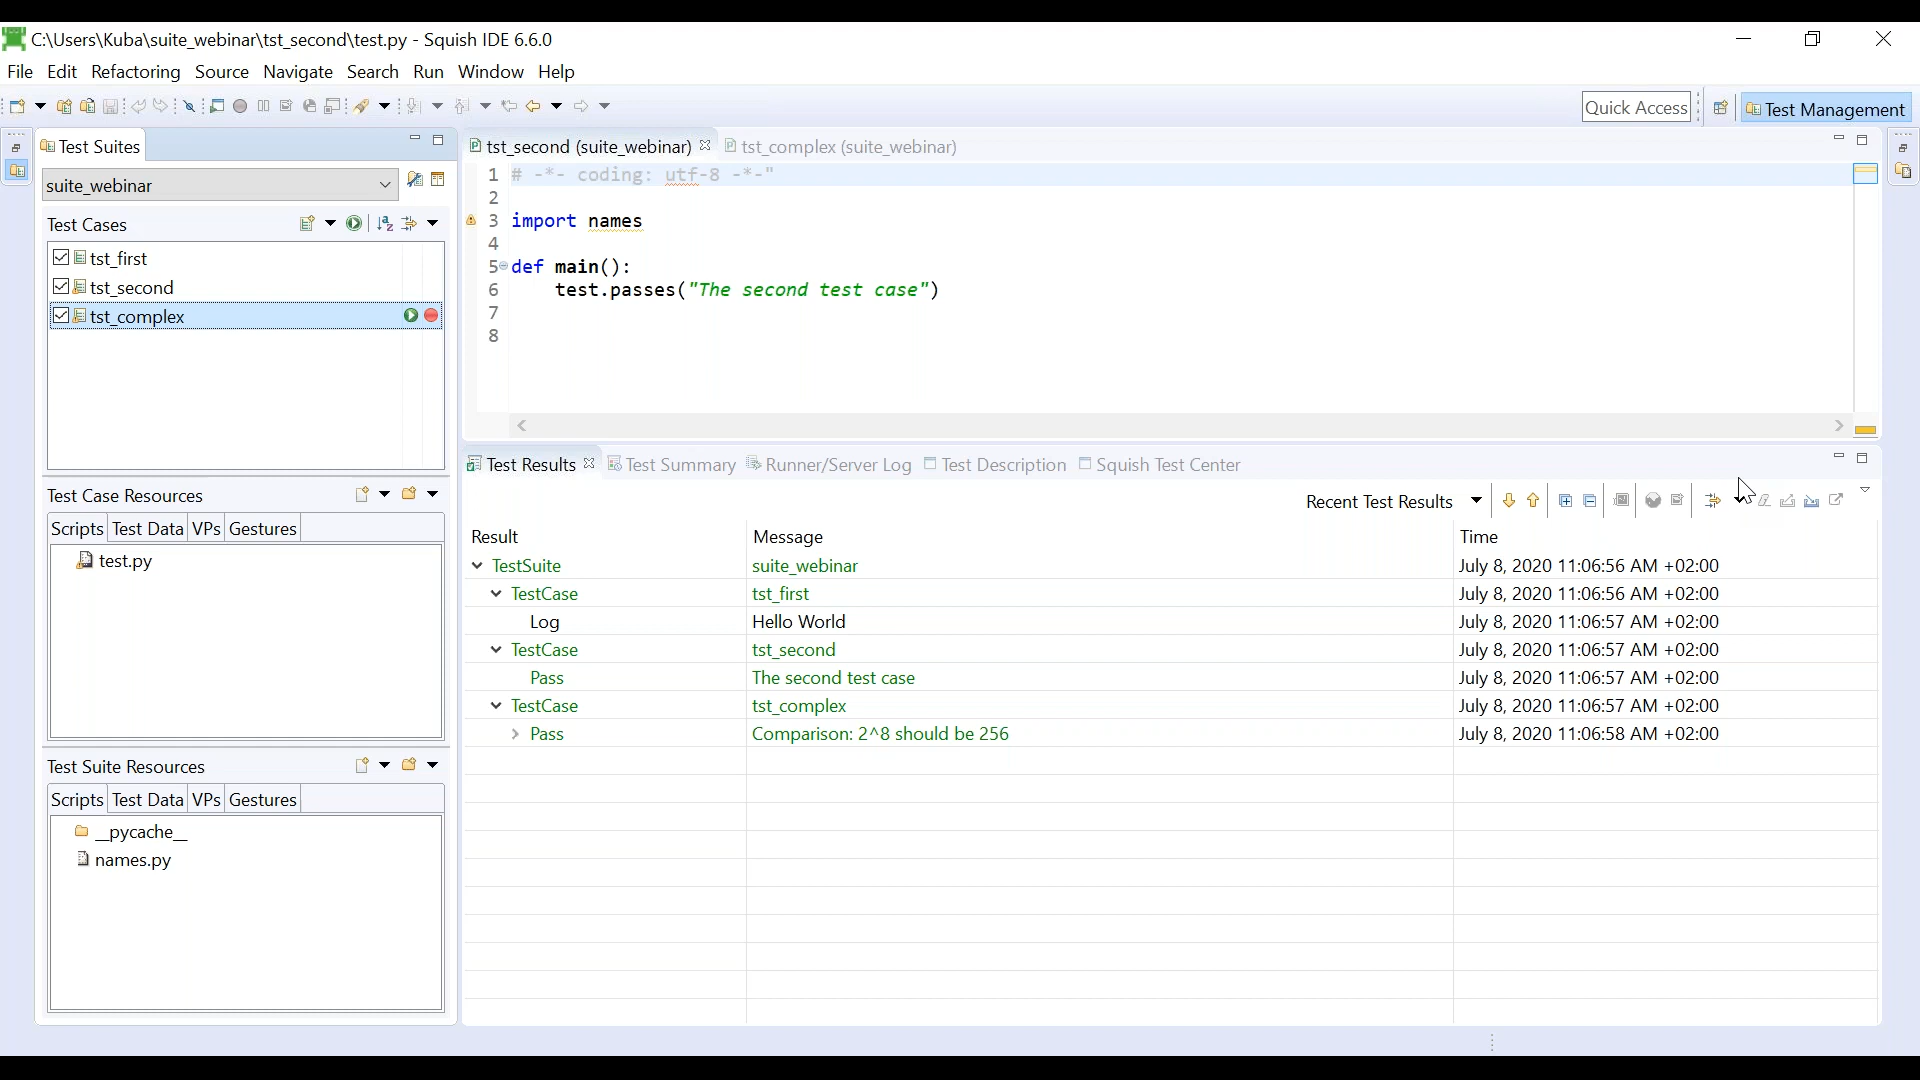 C:\Users\Kuba\suite_webinar\tst_second\test.py - Squish IDE 6.6.0
File Edit Refactoring Source Navigate Search Run Window Help
Quick Access Test Management
Test Suites
suite_webinar
Test Cases
tst_first
tst_second
tst_complex
Test Case Resources
Scripts Test Data VPs Gestures
test.py
Test Suite Resources
Scripts Test Data VPs Gestures
__pycache__
names.py
tst_second (suite_webinar) tst_complex (suite_webinar)
1 # -*- coding: utf-8 -*-"
2
3 import names
4
5 def main():
6 test.passes("The second test case")
7
8
Test Results Test Summary Runner/Server Log Test Description Squish Test Center
Recent Test Results
Result Message Time
TestSuite suite_webinar July 8, 2020 11:06:56 AM +02:00
TestCase tst_first July 8, 2020 11:06:56 AM +02:00
Log Hello World July 8, 2020 11:06:57 AM +02:00
TestCase tst_second July 8, 2020 11:06:57 AM +02:00
Pass The second test case July 8, 2020 11:06:57 AM +02:00
TestCase tst_complex July 8, 2020 11:06:57 AM +02:00
Pass Comparison: 2^8 should be 256 July 8, 2020 11:06:58 AM +02:00